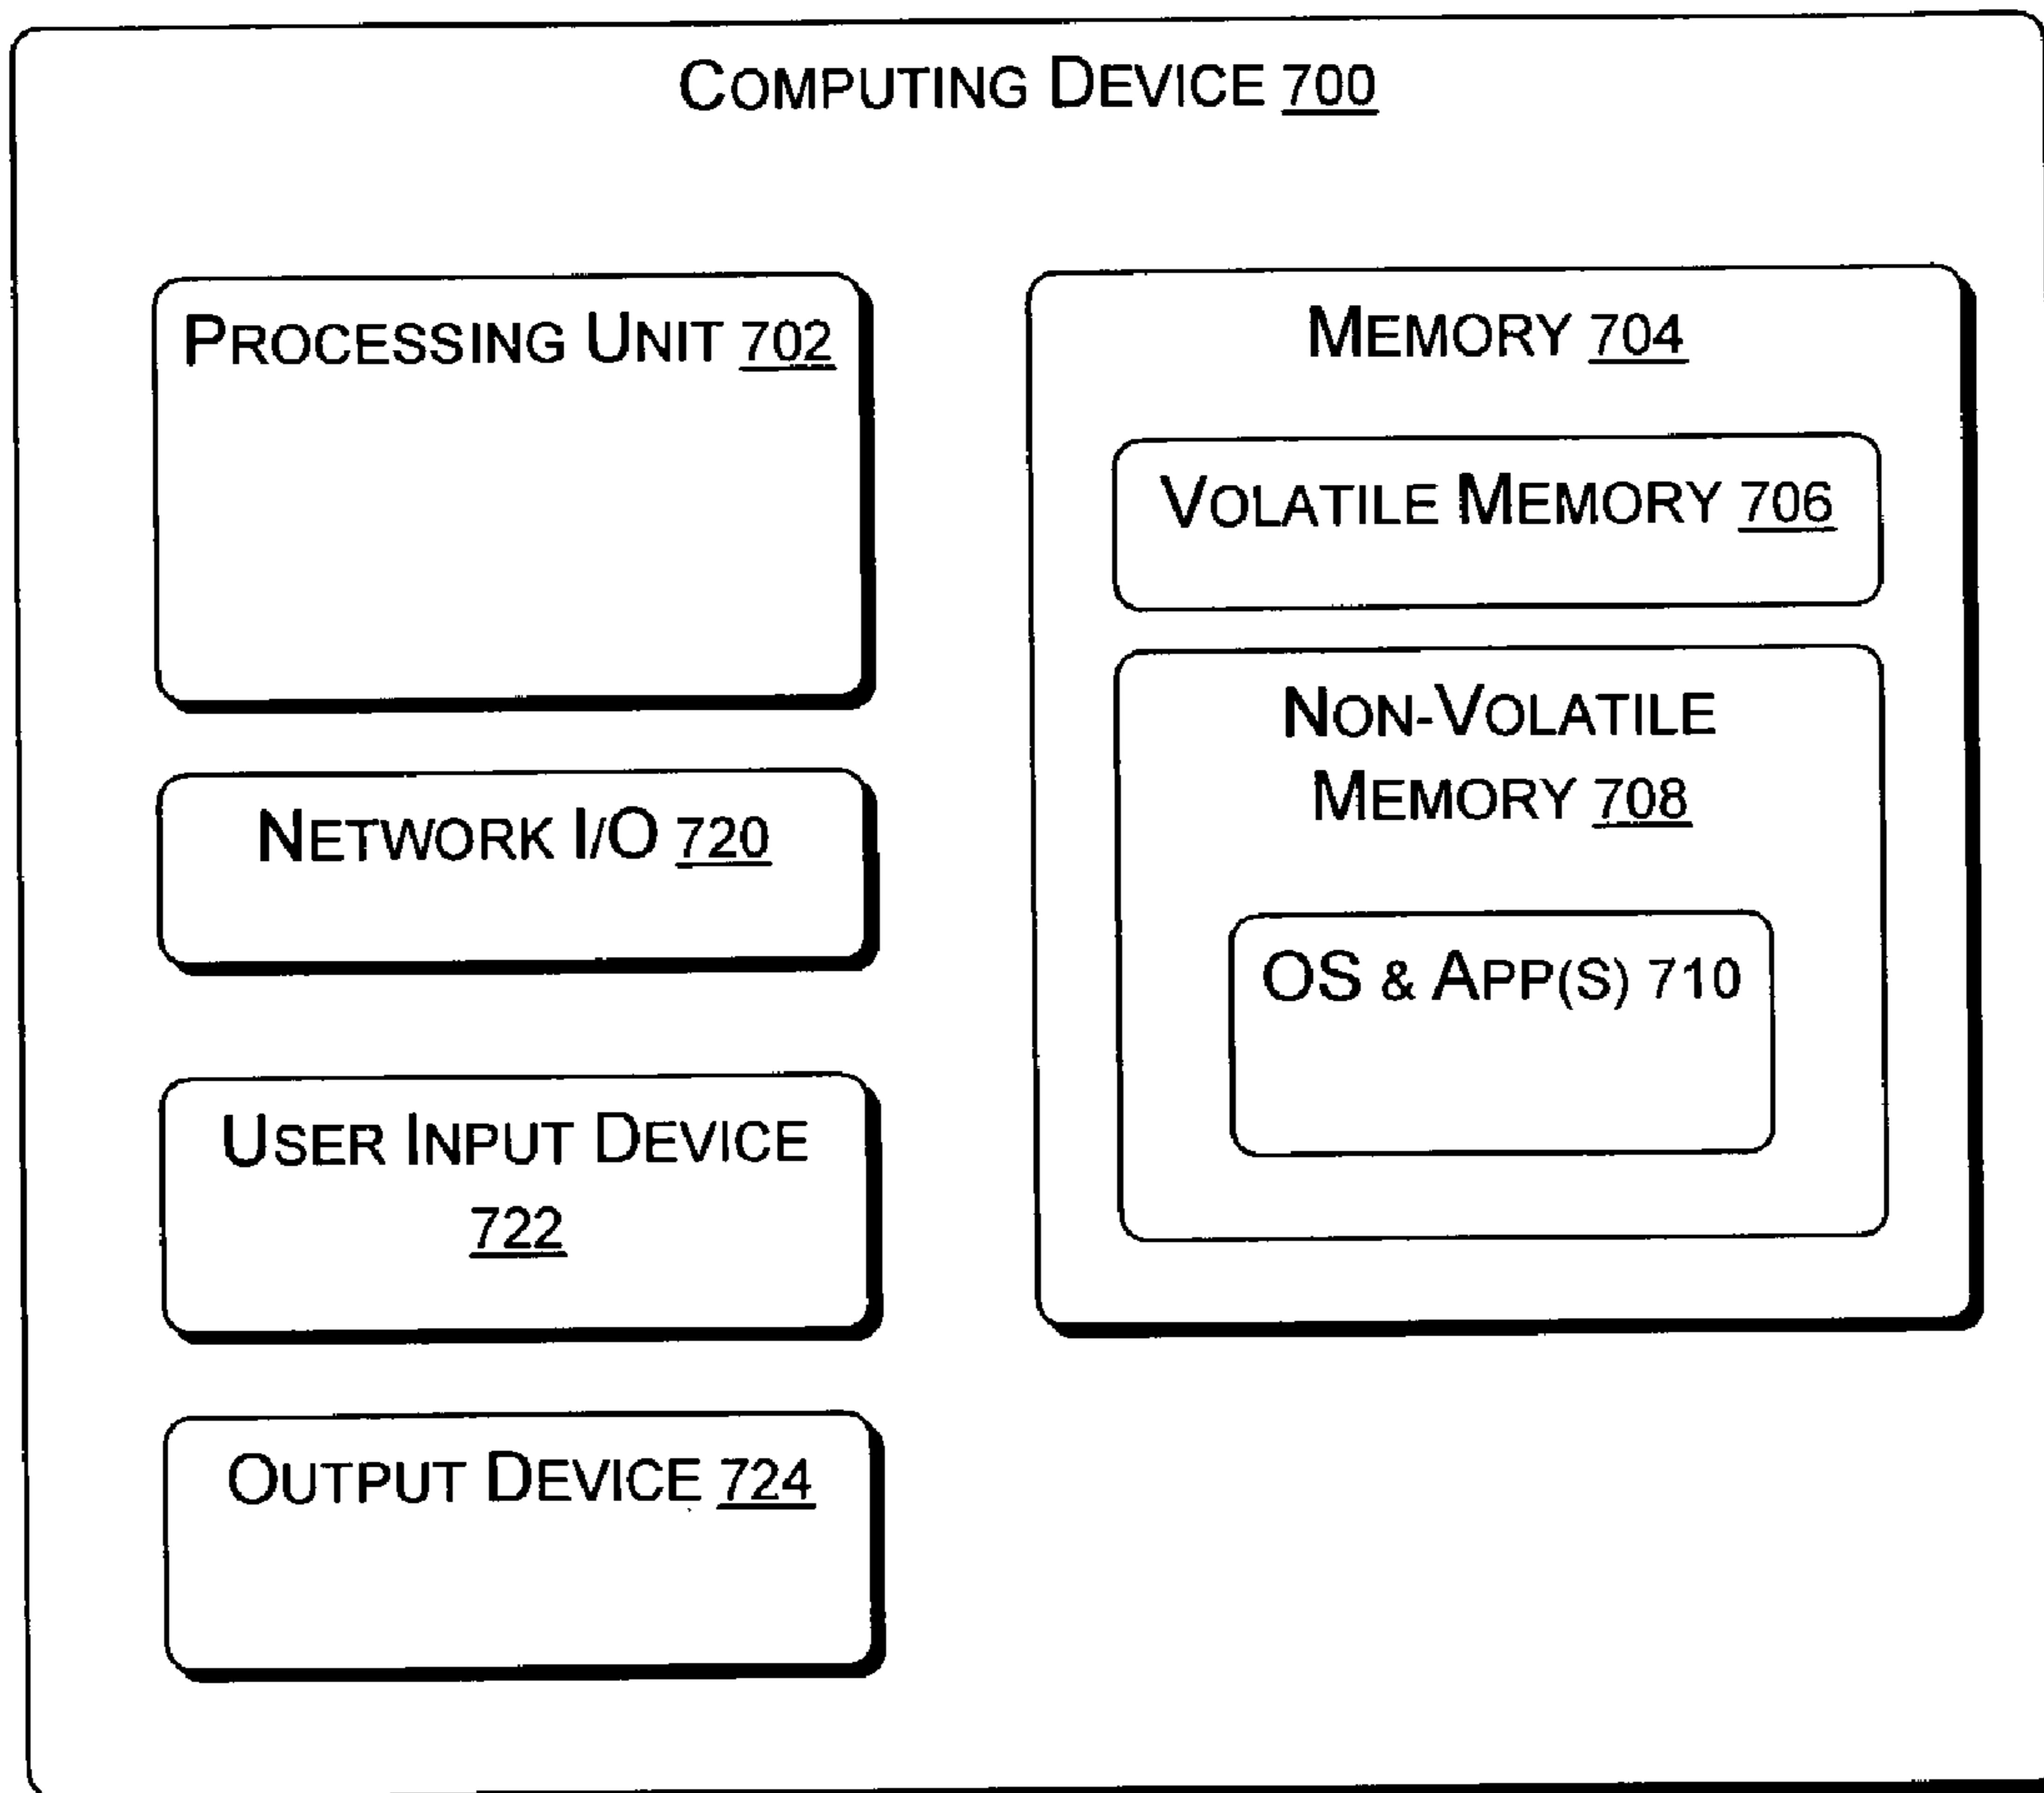 COMPUTING DEVICE 700
PROCESSING UNIT 702
NETWORK I/O 720
USER INPUT DEVICE
722
OUTPUT DEVICE 724
MEMORY 704
VOLATILE MEMORY 706
NON-VOLATILE
MEMORY 708
OS & APP(S) 710